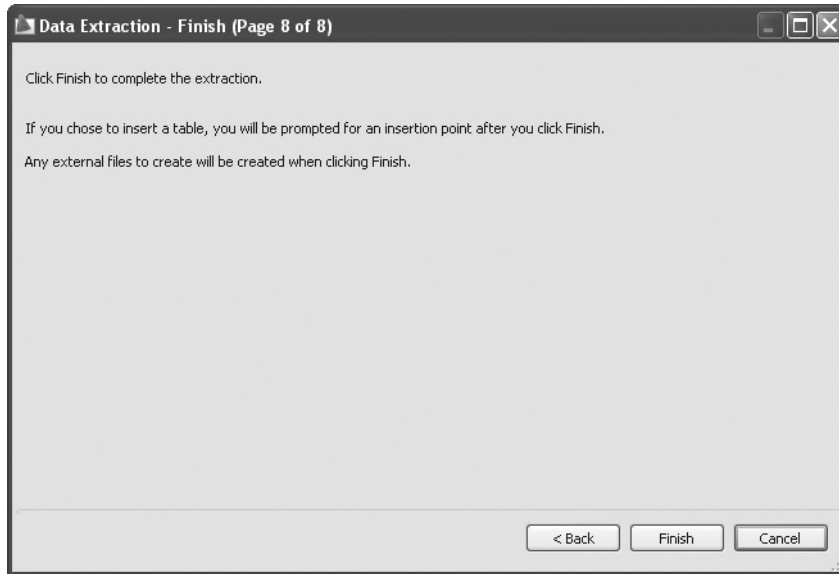 Data Extraction - Finish (Page 8 of 8)
Click Finish to complete the extraction.
If you chose to insert a table, you will be prompted for an insertion point after you click Finish.
Any external files to create will be created when clicking Finish.
< Back Finish Cancel